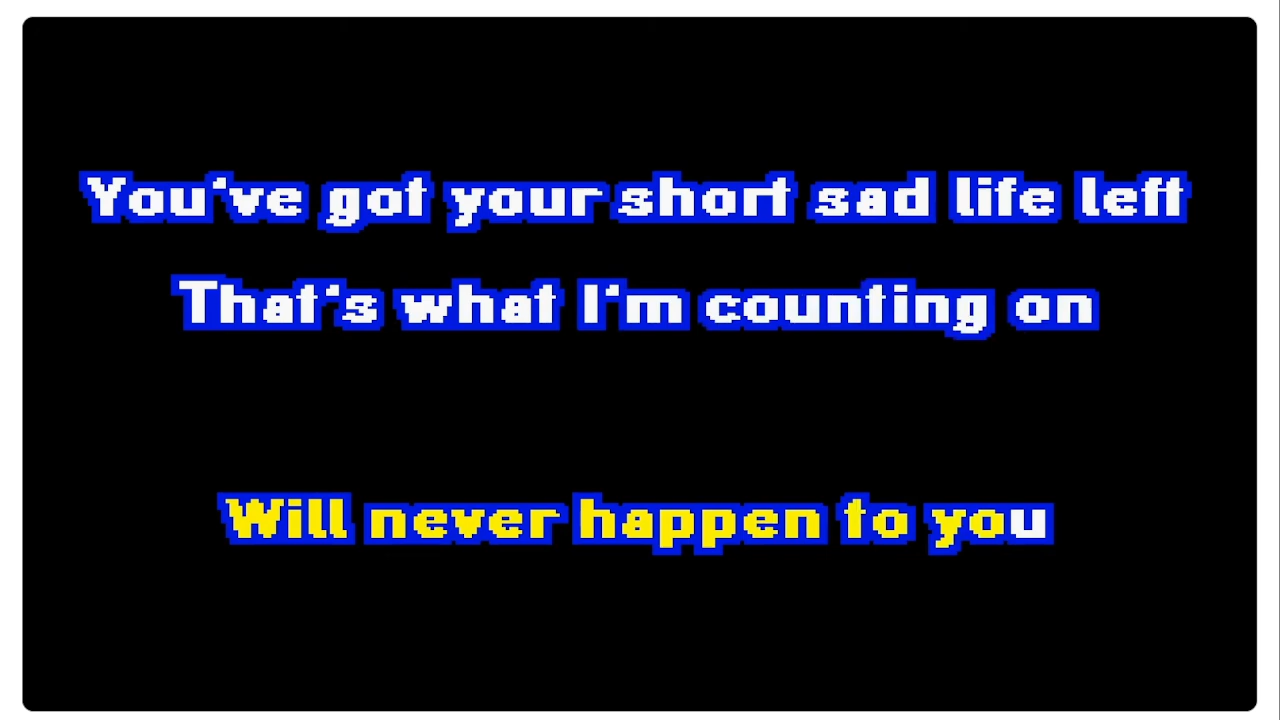 You've got your short sad life left
That's what I'm counting on
Will never happen to you